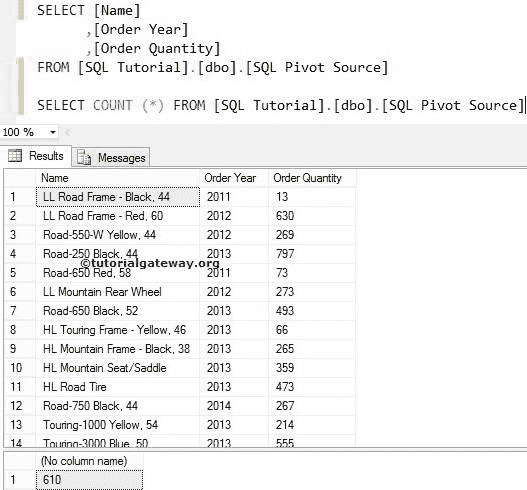 SELECT [Name]
,[Order Year]
,[Order Quantity]
FROM [SQL Tutorial].[dbo].[SQL Pivot Source]
SELECT COUNT (*) FROM [SQL Tutorial].[dbo].[SQL Pivot Source]
100 %
Results Messages
Name Order Year Order Quantity
1 LL Road Frame - Black, 44 2011 13
2 LL Road Frame - Red, 60 2012 630
3 Road-550-W Yellow, 44 2012 269
4 Road-250 Black, 44 2013 797
©tutorialgateway.org
5 Road-650 Red, 58 2011 73
6 LL Mountain Rear Wheel 2012 273
7 Road-650 Black, 52 2013 493
8 HL Touring Frame - Yellow, 46 2013 66
9 HL Mountain Frame - Black, 38 2013 265
10 HL Mountain Seat/Saddle 2013 359
11 HL Road Tire 2013 473
12 Road-750 Black, 44 2014 267
13 Touring-1000 Yellow, 54 2013 214
14 Touring-3000 Blue, 50 2013 555
(No column name)
1 610